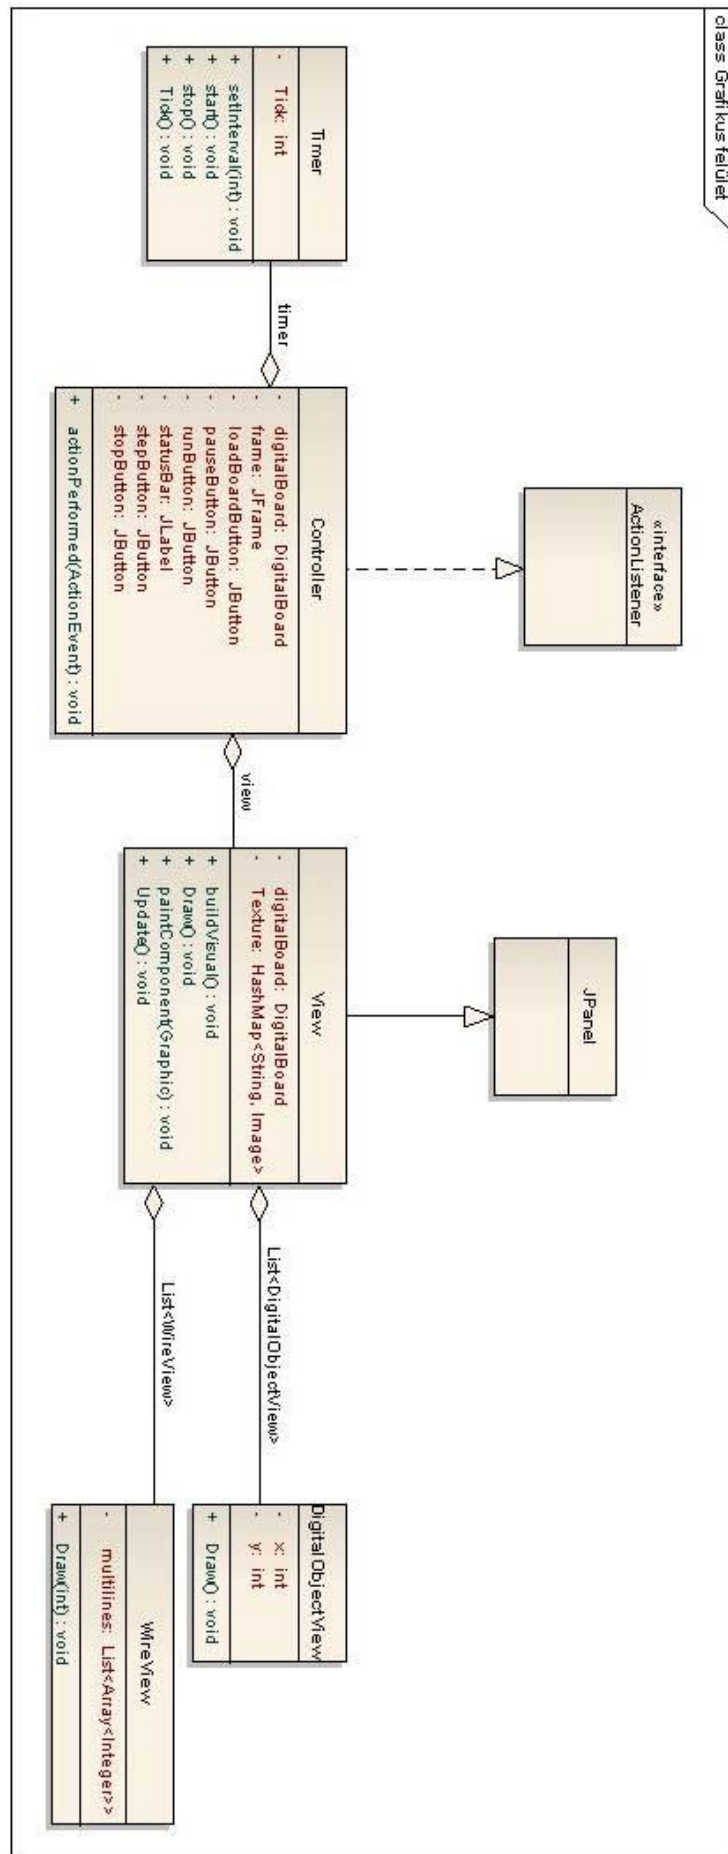 class Grafikus felület
«interface»
ActionListener
JPanel
Timer
- Tick: int
+ setInterval(int) : void
+ start() : void
+ stop() : void
+ Tick() : void
timer
Controller
- digitalBoard: DigitalBoard
- frame: JFrame
- loadBoardButton: JButton
- pauseButton: JButton
- runButton: JButton
- statusBar: JLabel
- stepButton: JButton
- stopButton: JButton
+ actionPerformed(ActionEvent) : void
view
View
- digitalBoard: DigitalBoard
- Texture: HashMap<String, Image>
+ buildVisual() : void
+ Draw() : void
+ paintComponent(Graphic) : void
+ Update() : void
List<DigitalObjectView>
List<WireView>
DigitalObjectView
- x: int
- y: int
+ Draw() : void
WireView
- multilines: List<Array<Integer>>
+ Draw(int) : void